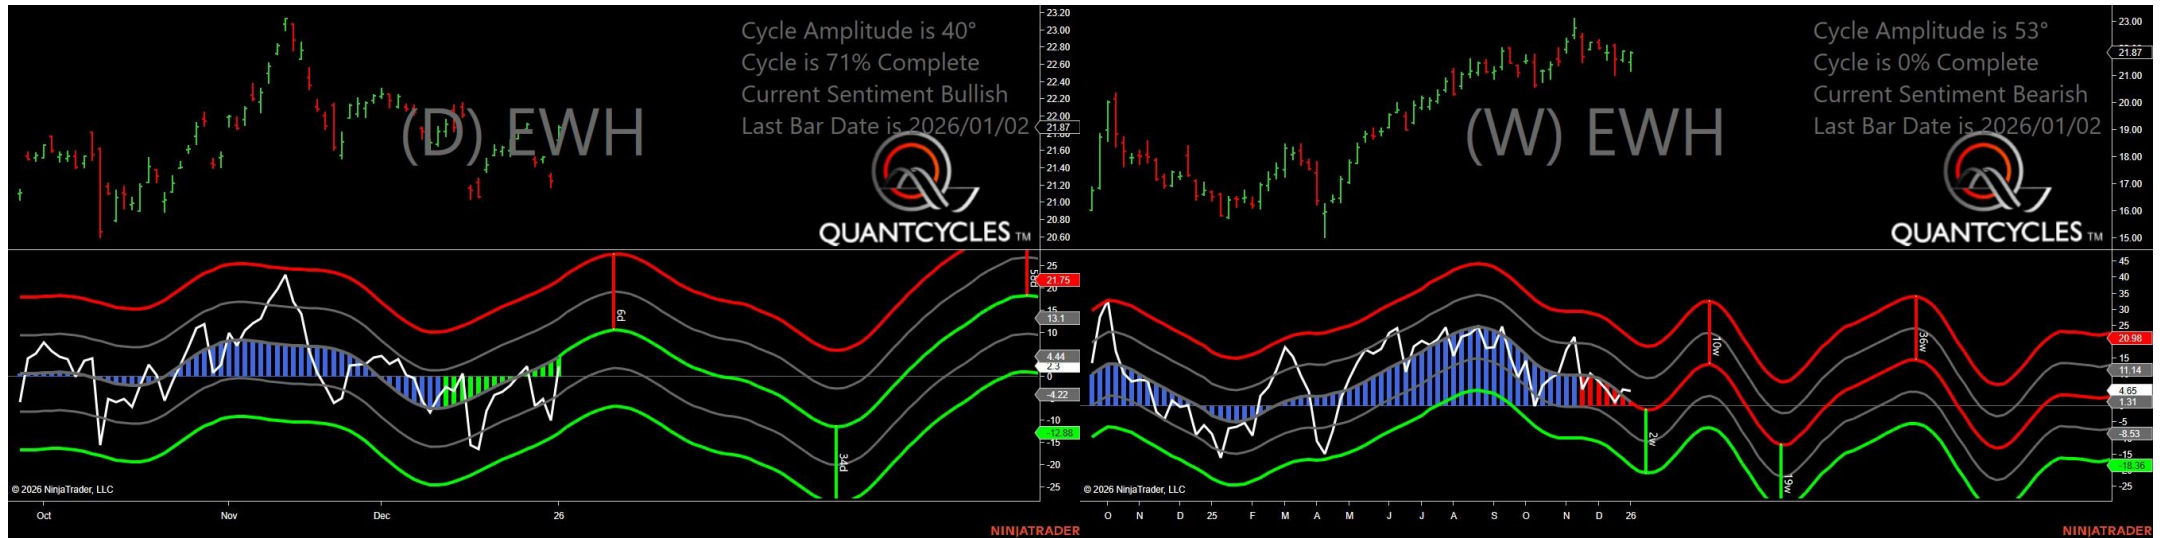 Cycle Amplitude is 40°
Cycle is 71% Complete
Current Sentiment Bullish
Last Bar Date is 2026/01/02
(D) EWH
QUANTCYCLES TM
23.20
23.00
22.80
22.60
22.40
22.20
22.00
21.87
21.60
21.40
21.20
21.00
20.80
20.60
25
21.75
20
15
13.1
10
4.44
2.3
0
-4.22
-10
-12.88
-15
-20
-25
6d
34d
58d
© 2026 NinjaTrader, LLC
Oct Nov Dec 26
NINJATRADER
Cycle Amplitude is 53°
Cycle is 0% Complete
Current Sentiment Bearish
Last Bar Date is 2026/01/02
(W) EWH
QUANTCYCLES TM
23.00
21.87
21.00
20.00
19.00
18.00
17.00
16.00
15.00
45
40
35
30
25
20.98
15
11.14
4.65
1.31
-5
-8.53
-15
-18.36
-25
2w
10w
19w
36w
© 2026 NinjaTrader, LLC
O N D 25 F M A M J J A S O N D 26
NINJATRADER